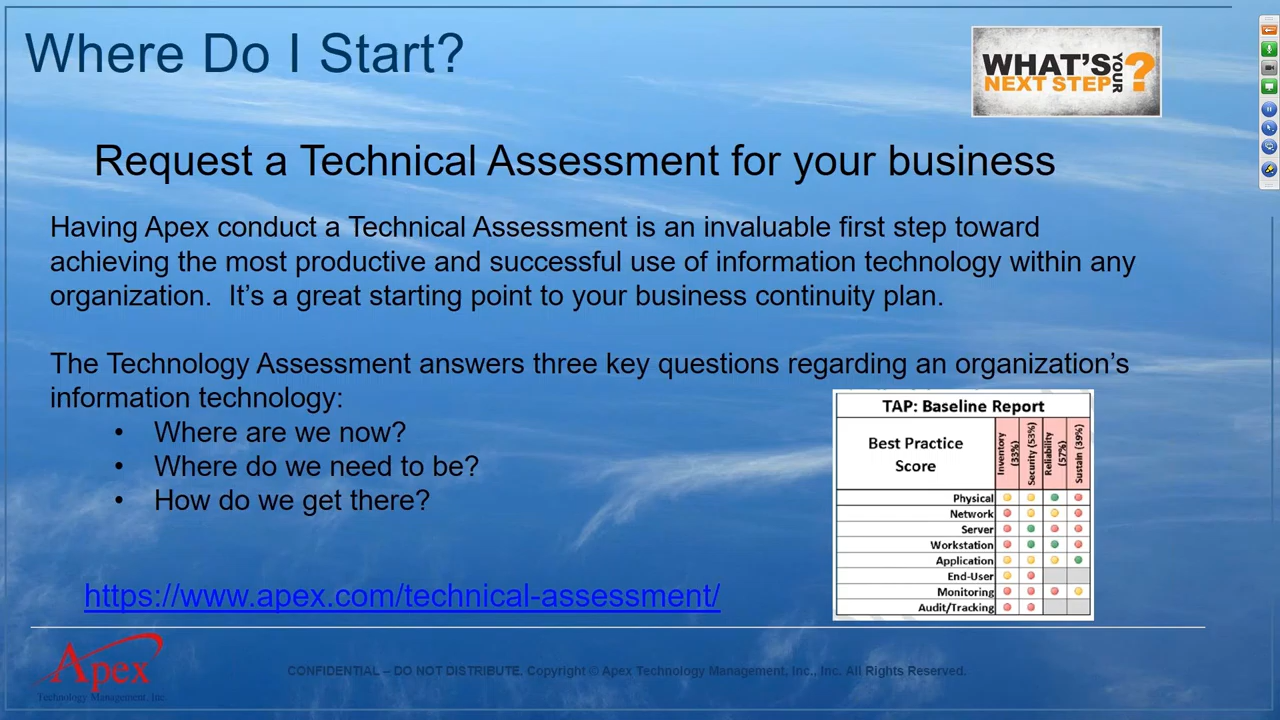 Where Do I Start?
WHAT'S YOUR
NEXT STEP ?
Request a Technical Assessment for your business
Having Apex conduct a Technical Assessment is an invaluable first step toward
achieving the most productive and successful use of information technology within any
organization.  It’s a great starting point to your business continuity plan.
The Technology Assessment answers three key questions regarding an organization’s
information technology:
• Where are we now?
• Where do we need to be?
• How do we get there?
https://www.apex.com/technical-assessment/
TAP: Baseline Report
Best Practice
Score
Inventory
(33%)
Security (53%)
Reliability
(57%)
Sustain (39%)
Physical
Network
Server
Workstation
Application
End-User
Monitoring
Audit/Tracking
Apex
Technology Management, Inc.
CONFIDENTIAL – DO NOT DISTRIBUTE. Copyright © Apex Technology Management, Inc., Inc. All Rights Reserved.